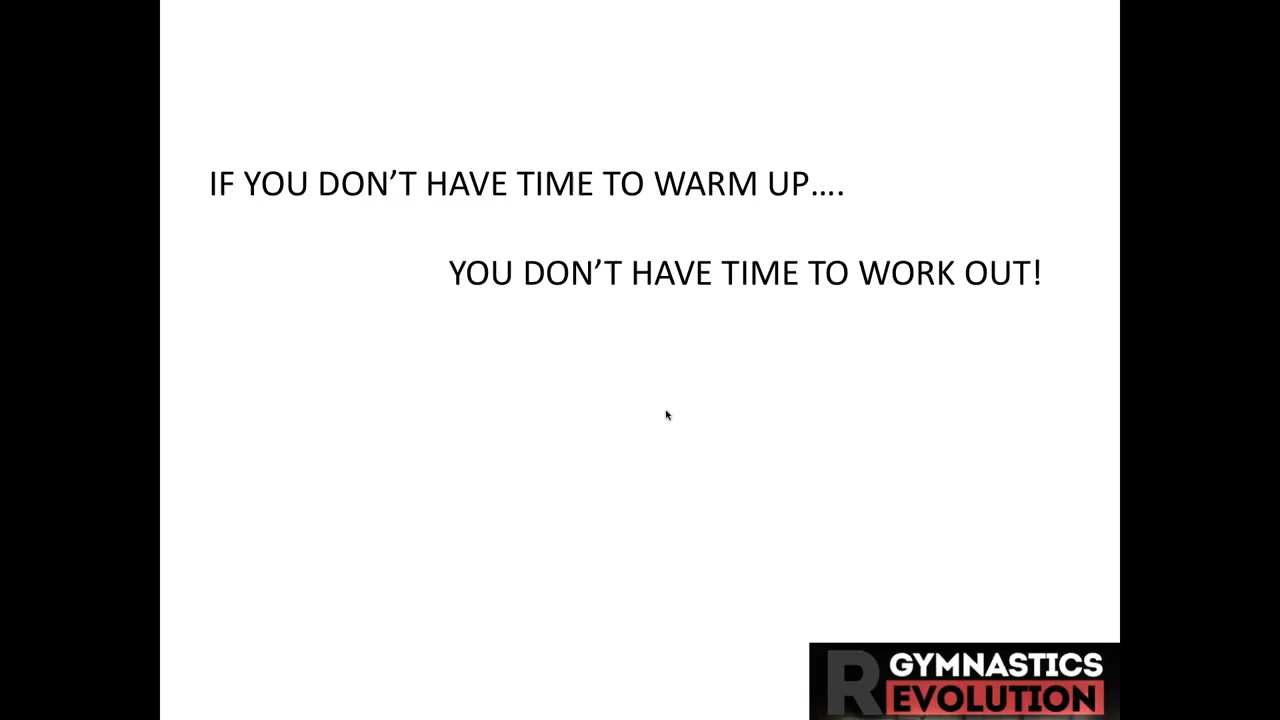 IF YOU DON’T HAVE TIME TO WARM UP….
YOU DON’T HAVE TIME TO WORK OUT!
R GYMNASTICS
EVOLUTION